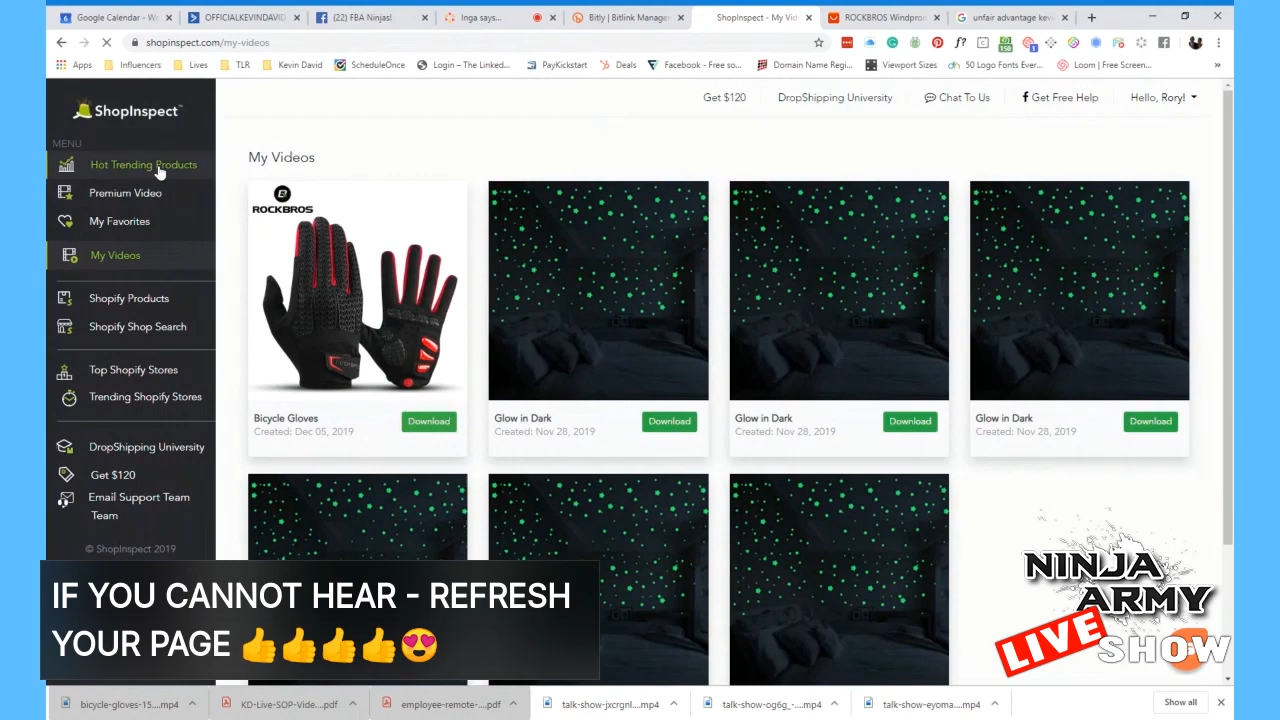 Google Calendar - We
OFFICIALKEVINDAVID
(22) FBA Ninjas!
Inga says...
Bitly | Bitlink Manage
ShopInspect - My Vid
ROCKBROS Windproo
unfair advantage kev
shopinspect.com/my-videos
Apps
Influencers
Lives
TLR
Kevin David
ScheduleOnce
Login – The Linked...
PayKickstart
Deals
Facebook - Free so...
Domain Name Regi...
Viewport Sizes
50 Logo Fonts Ever...
Loom | Free Screen...
ShopInspect™
Get $120
DropShipping University
Chat To Us
Get Free Help
Hello, Rory!
MENU
Hot Trending Products
Premium Video
My Favorites
My Videos
Shopify Products
Shopify Shop Search
Top Shopify Stores
Trending Shopify Stores
DropShipping University
Get $120
Email Support Team
Team
© ShopInspect 2019
My Videos
ROCKBROS
Bicycle Gloves
Created: Dec 05, 2019
Download
Glow in Dark
Created: Nov 28, 2019
Download
Glow in Dark
Created: Nov 28, 2019
Download
Glow in Dark
Created: Nov 28, 2019
Download
IF YOU CANNOT HEAR - REFRESH
YOUR PAGE 👍👍👍👍😍
NINJA
ARMY
LIVE
SHOW
bicycle-gloves-15....mp4
KD-Live-SOP-Vide....pdf
employee-remote-....pdf
talk-show-jxcrgnl....mp4
talk-show-og6g_-....mp4
talk-show-eyoma....mp4
Show all